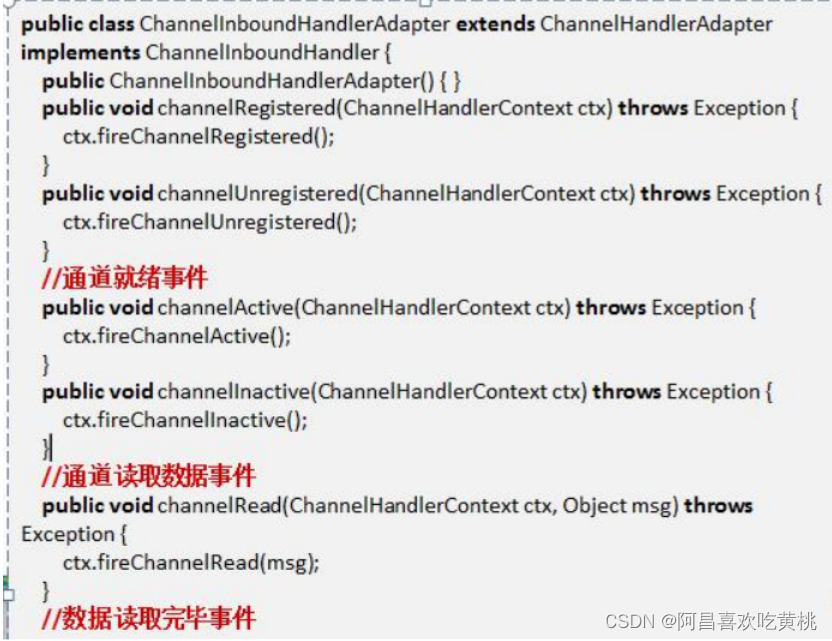 public class ChannelInboundHandlerAdapter extends ChannelHandlerAdapter
implements ChannelInboundHandler {
public ChannelInboundHandlerAdapter() { }
public void channelRegistered(ChannelHandlerContext ctx) throws Exception {
ctx.fireChannelRegistered();
}
public void channelUnregistered(ChannelHandlerContext ctx) throws Exception {
ctx.fireChannelUnregistered();
}
//通道就绪事件
public void channelActive(ChannelHandlerContext ctx) throws Exception {
ctx.fireChannelActive();
}
public void channelInactive(ChannelHandlerContext ctx) throws Exception {
ctx.fireChannelInactive();
}
//通道读取数据事件
public void channelRead(ChannelHandlerContext ctx, Object msg) throws
Exception {
ctx.fireChannelRead(msg);
}
//数据读取完毕事件
CSDN @阿昌喜欢吃黄桃